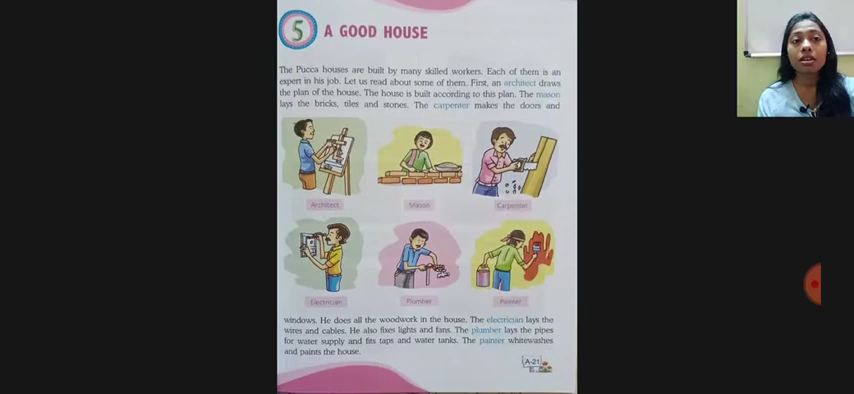 5 A GOOD HOUSE
The Pucca houses are built by many skilled workers. Each of them is an
expert in his job. Let us read about some of them. First, an architect draws
the plan of the house. The house is built according to this plan. The mason
lays the bricks, tiles and stones. The carpenter makes the doors and
Architect Mason Carpenter
Electrician Plumber Painter
windows. He does all the woodwork in the house. The electrician lays the
wires and cables. He also fixes lights and fans. The plumber lays the pipes
for water supply and fits taps and water tanks. The painter whitewashes
and paints the house.
A-21